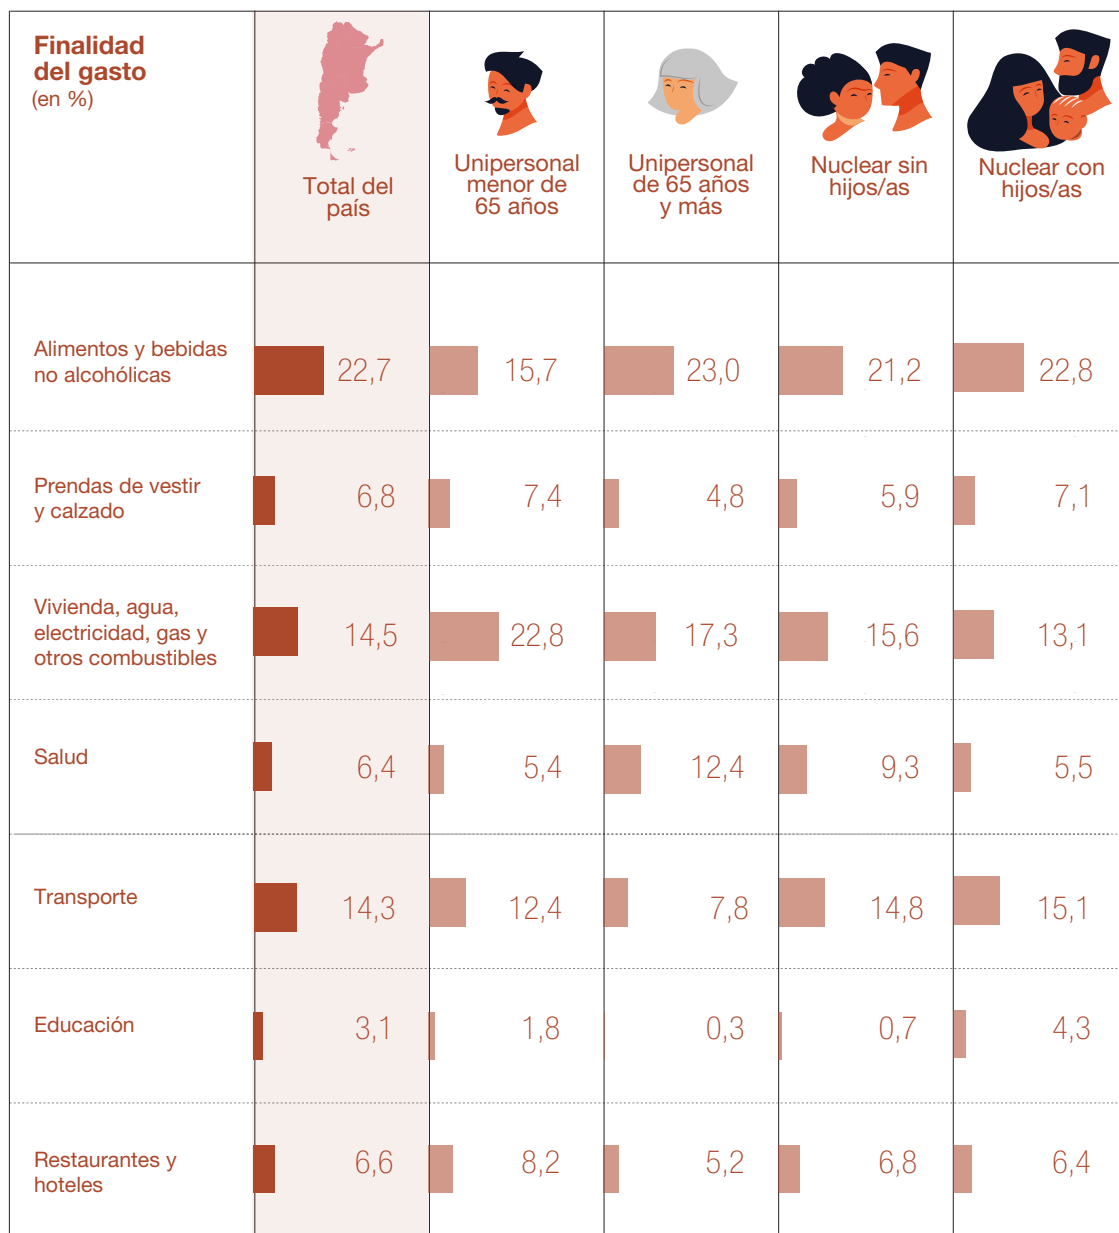 Finalidad
del gasto
(en %)
Total del
país
Unipersonal
menor de
65 años
Unipersonal
de 65 años
y más
Nuclear sin
hijos/as
Nuclear con
hijos/as
Alimentos y bebidas
no alcohólicas
22,7
15,7
23,0
21,2
22,8
Prendas de vestir
y calzado
6,8
7,4
4,8
5,9
7,1
Vivienda, agua,
electricidad, gas y
otros combustibles
14,5
22,8
17,3
15,6
13,1
Salud
6,4
5,4
12,4
9,3
5,5
Transporte
14,3
12,4
7,8
14,8
15,1
Educación
3,1
1,8
0,3
0,7
4,3
Restaurantes y
hoteles
6,6
8,2
5,2
6,8
6,4